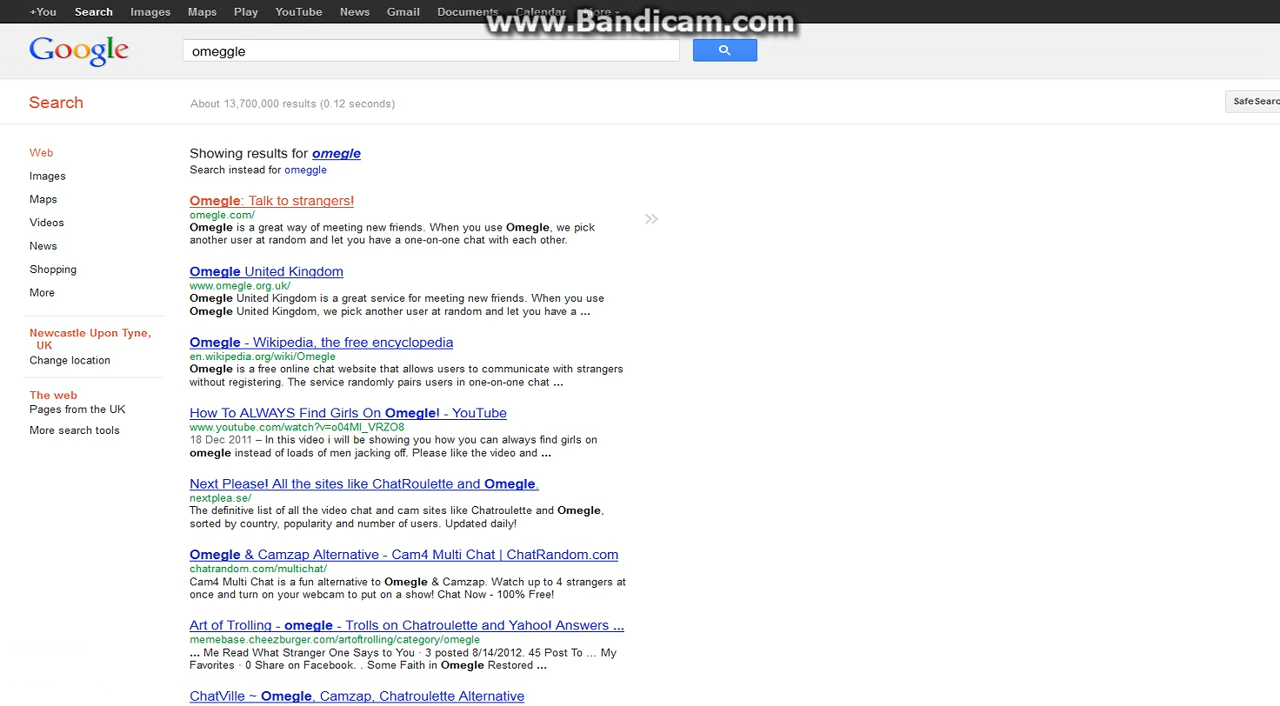 +You Search Images Maps Play YouTube News Gmail Documents Calendar More
www.Bandicam.com
Google
omeggle
Search
About 13,700,000 results (0.12 seconds)
SafeSearc
Web
Images
Maps
Videos
News
Shopping
More
Newcastle Upon Tyne,
UK
Change location
The web
Pages from the UK
More search tools
Showing results for omegle
Search instead for omeggle
Omegle: Talk to strangers!
omegle.com/
Omegle is a great way of meeting new friends. When you use Omegle, we pick
another user at random and let you have a one-on-one chat with each other.
Omegle United Kingdom
www.omegle.org.uk/
Omegle United Kingdom is a great service for meeting new friends. When you use
Omegle United Kingdom, we pick another user at random and let you have a ...
Omegle - Wikipedia, the free encyclopedia
en.wikipedia.org/wiki/Omegle
Omegle is a free online chat website that allows users to communicate with strangers
without registering. The service randomly pairs users in one-on-one chat ...
How To ALWAYS Find Girls On Omegle! - YouTube
www.youtube.com/watch?v=o04MI_VRZO8
18 Dec 2011 – In this video i will be showing you how you can always find girls on
omegle instead of loads of men jacking off. Please like the video and ...
Next Please! All the sites like ChatRoulette and Omegle.
nextplea.se/
The definitive list of all the video chat and cam sites like Chatroulette and Omegle,
sorted by country, popularity and number of users. Updated daily!
Omegle & Camzap Alternative - Cam4 Multi Chat | ChatRandom.com
chatrandom.com/multichat/
Cam4 Multi Chat is a fun alternative to Omegle & Camzap. Watch up to 4 strangers at
once and turn on your webcam to put on a show! Chat Now - 100% Free!
Art of Trolling - omegle - Trolls on Chatroulette and Yahoo! Answers ...
memebase.cheezburger.com/artoftrolling/category/omegle
... Me Read What Stranger One Says to You · 3 posted 8/14/2012. 45 Post To ... My
Favorites · 0 Share on Facebook. . Some Faith in Omegle Restored ...
ChatVille ~ Omegle, Camzap, Chatroulette Alternative